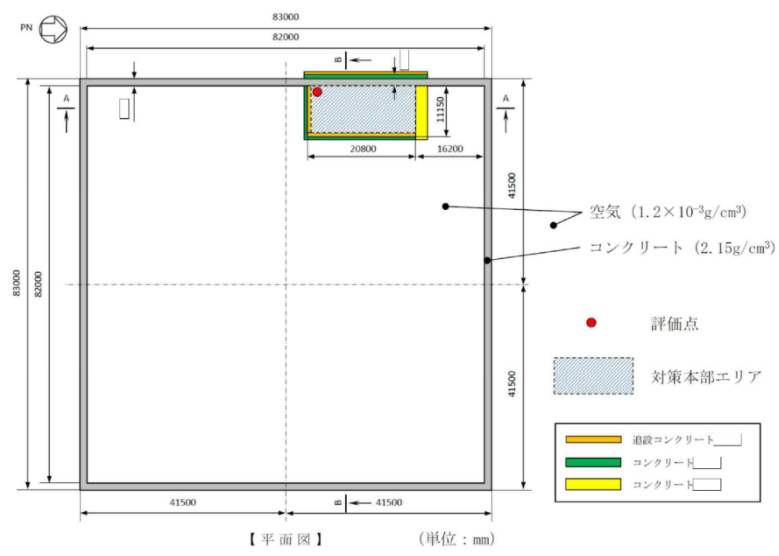 PN
83000
82000
B
A
A
11150
20800
16200
83000
82000
41500
41500
空気 (1.2×10⁻³g/cm³)
コンクリート (2.15g/cm³)
評価点
対策本部エリア
追設コンクリート
コンクリート
コンクリート
41500
B
41500
【平面図】
(単位：mm)